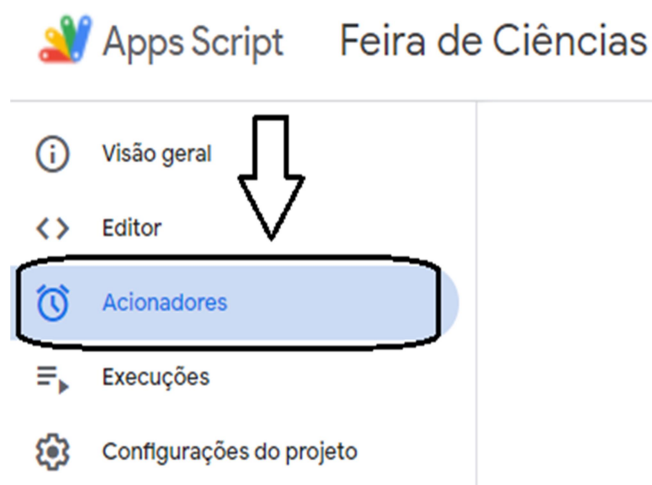 Apps Script Feira de Ciências
Visão geral
Editor
Acionadores
Execuções
Configurações do projeto